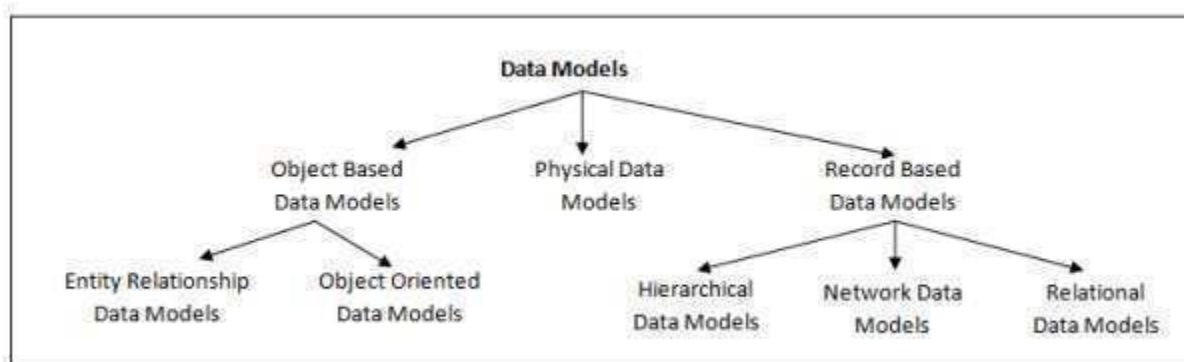 Data Models
Object Based
Data Models
Physical Data
Models
Record Based
Data Models
Entity Relationship
Data Models
Object Oriented
Data Models
Hierarchical
Data Models
Network Data
Models
Relational
Data Models